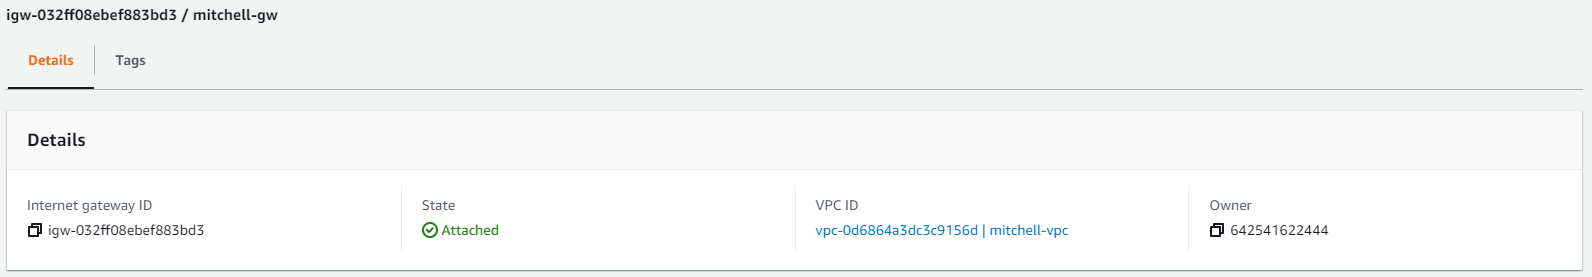 igw-032ff08ebef883bd3 / mitchell-gw
Details
Tags
Details
Internet gateway ID
igw-032ff08ebef883bd3
State
Attached
VPC ID
vpc-0d6864a3dc3c9156d | mitchell-vpc
Owner
642541622444